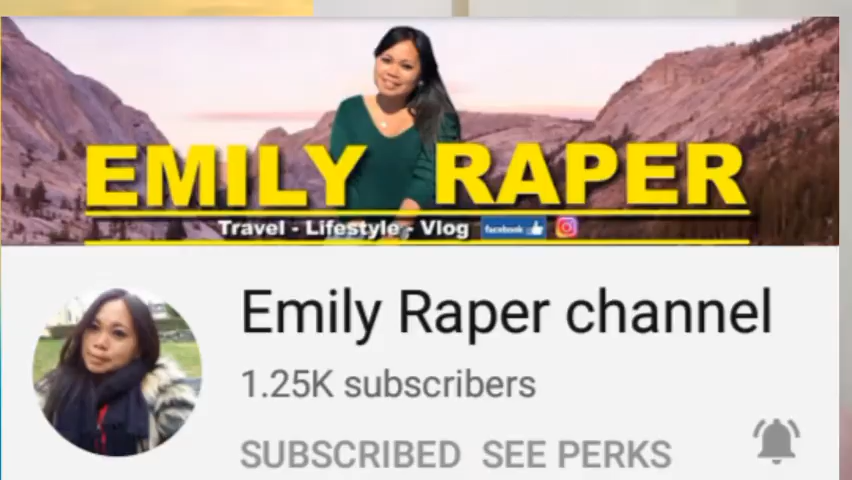 EMILY RAPER
Travel - Lifestyle - Vlog facebook
Emily Raper channel
1.25K subscribers
SUBSCRIBED SEE PERKS